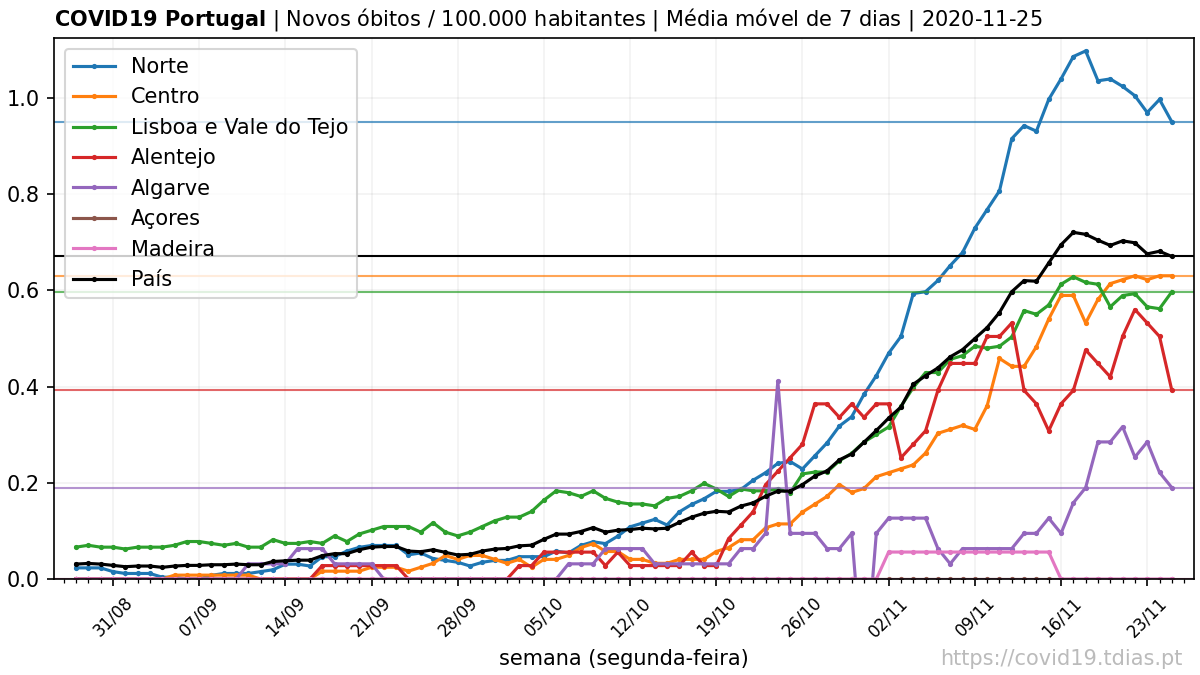 COVID19 Portugal | Novos óbitos / 100.000 habitantes | Média móvel de 7 dias | 2020-11-25
Norte
Centro
Lisboa e Vale do Tejo
Alentejo
Algarve
Açores
Madeira
País
1.0
0.8
0.6
0.4
0.2
0.0
31/08 07/09 14/09 21/09 28/09 05/10 12/10 19/10 26/10 02/11 09/11 16/11 23/11
semana (segunda-feira)
https://covid19.tdias.pt